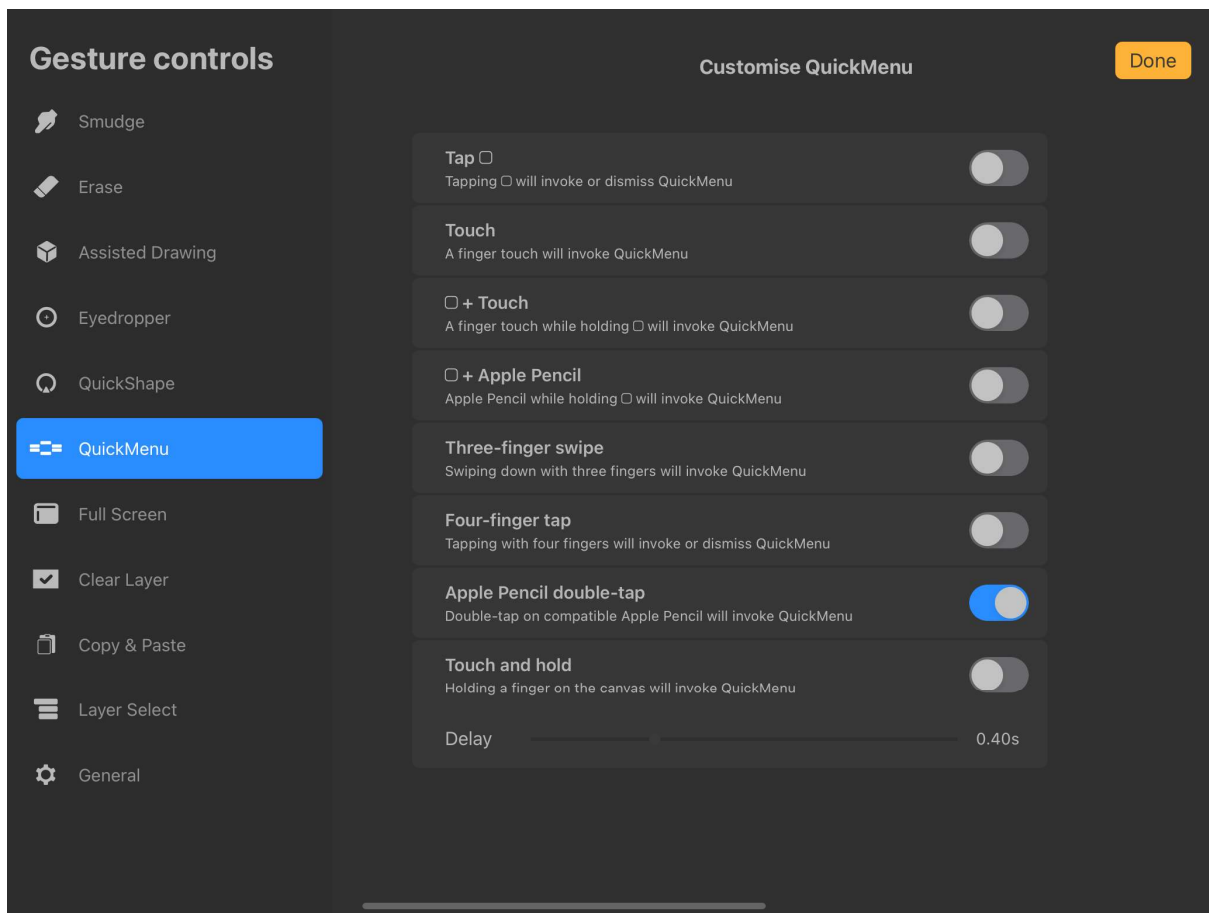 Gesture controls
Smudge
Erase
Assisted Drawing
Eyedropper
QuickShape
QuickMenu
Full Screen
Clear Layer
Copy & Paste
Layer Select
General
Customise QuickMenu
Done
Tap ▢
Tapping ▢ will invoke or dismiss QuickMenu
Touch
A finger touch will invoke QuickMenu
▢ + Touch
A finger touch while holding ▢ will invoke QuickMenu
▢ + Apple Pencil
Apple Pencil while holding ▢ will invoke QuickMenu
Three-finger swipe
Swiping down with three fingers will invoke QuickMenu
Four-finger tap
Tapping with four fingers will invoke or dismiss QuickMenu
Apple Pencil double-tap
Double-tap on compatible Apple Pencil will invoke QuickMenu
Touch and hold
Holding a finger on the canvas will invoke QuickMenu
Delay 0.40s